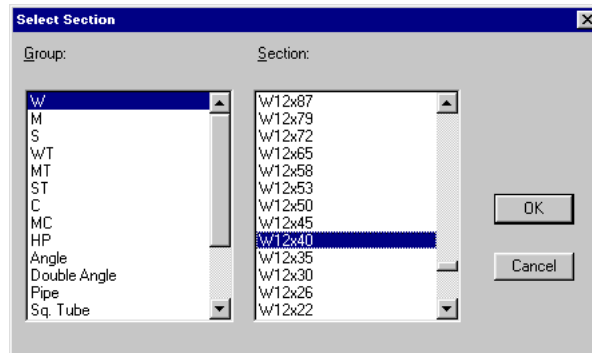 Select Section
Group:
Section:
W
M
S
WT
MT
ST
C
MC
HP
Angle
Double Angle
Pipe
Sq. Tube
W12x87
W12x79
W12x72
W12x65
W12x58
W12x53
W12x50
W12x45
W12x40
W12x35
W12x30
W12x26
W12x22
OK
Cancel